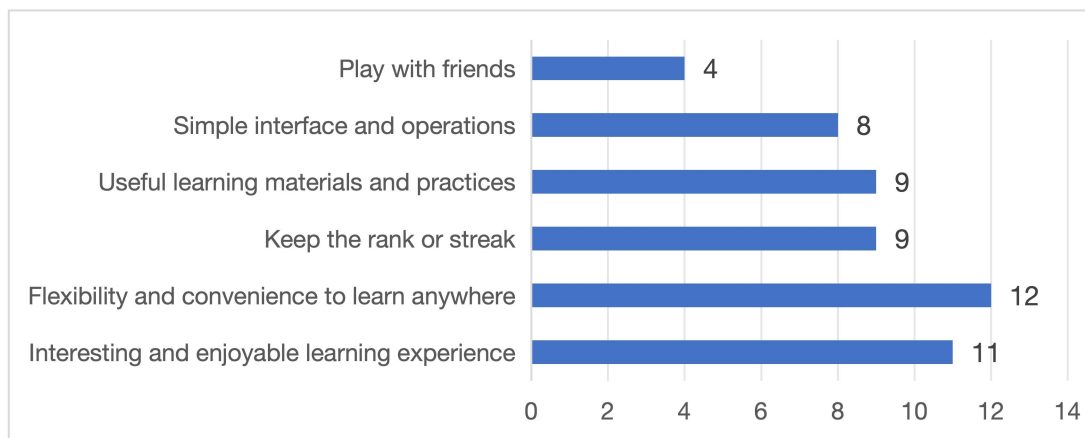 Play with friends 4
Simple interface and operations 8
Useful learning materials and practices 9
Keep the rank or streak 9
Flexibility and convenience to learn anywhere 12
Interesting and enjoyable learning experience 11
0 2 4 6 8 10 12 14